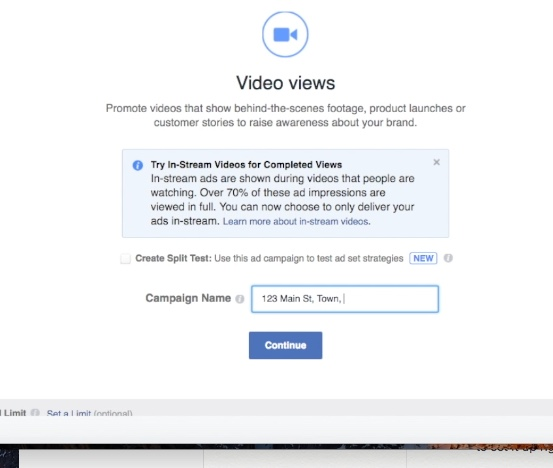 Video views
Promote videos that show behind-the-scenes footage, product launches or
customer stories to raise awareness about your brand.
Try In-Stream Videos for Completed Views
In-stream ads are shown during videos that people are
watching. Over 70% of these ad impressions are
viewed in full. You can now choose to only deliver your
ads in-stream. Learn more about in-stream videos.
Create Split Test: Use this ad campaign to test ad set strategies NEW
Campaign Name 123 Main St, Town,
Continue
Limit Set a Limit (optional)